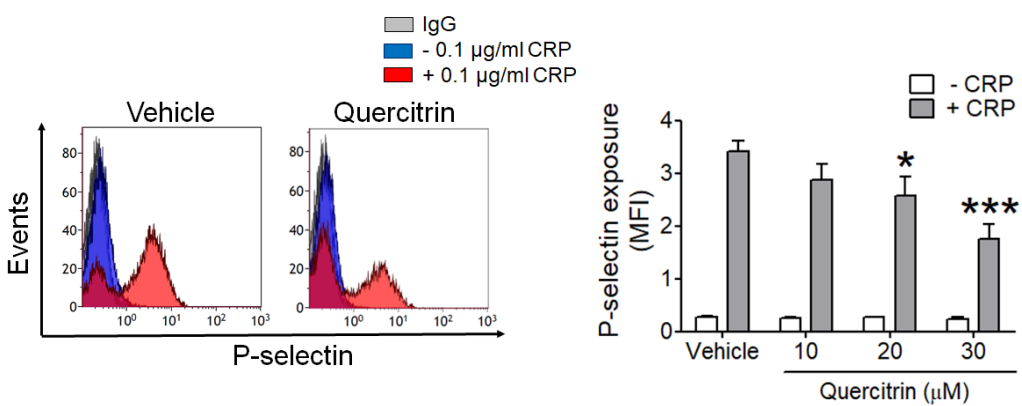 IgG
- 0.1 µg/ml CRP
+ 0.1 µg/ml CRP
Vehicle
Quercitrin
Events
80
60
40
20
0
10⁰
10¹
10²
10³
80
60
40
20
0
10⁰
10¹
10²
10³
P-selectin
- CRP
+ CRP
P-selectin exposure
(MFI)
5
4
3
2
1
0
*
***
Vehicle
10
20
30
Quercitrin (µM)